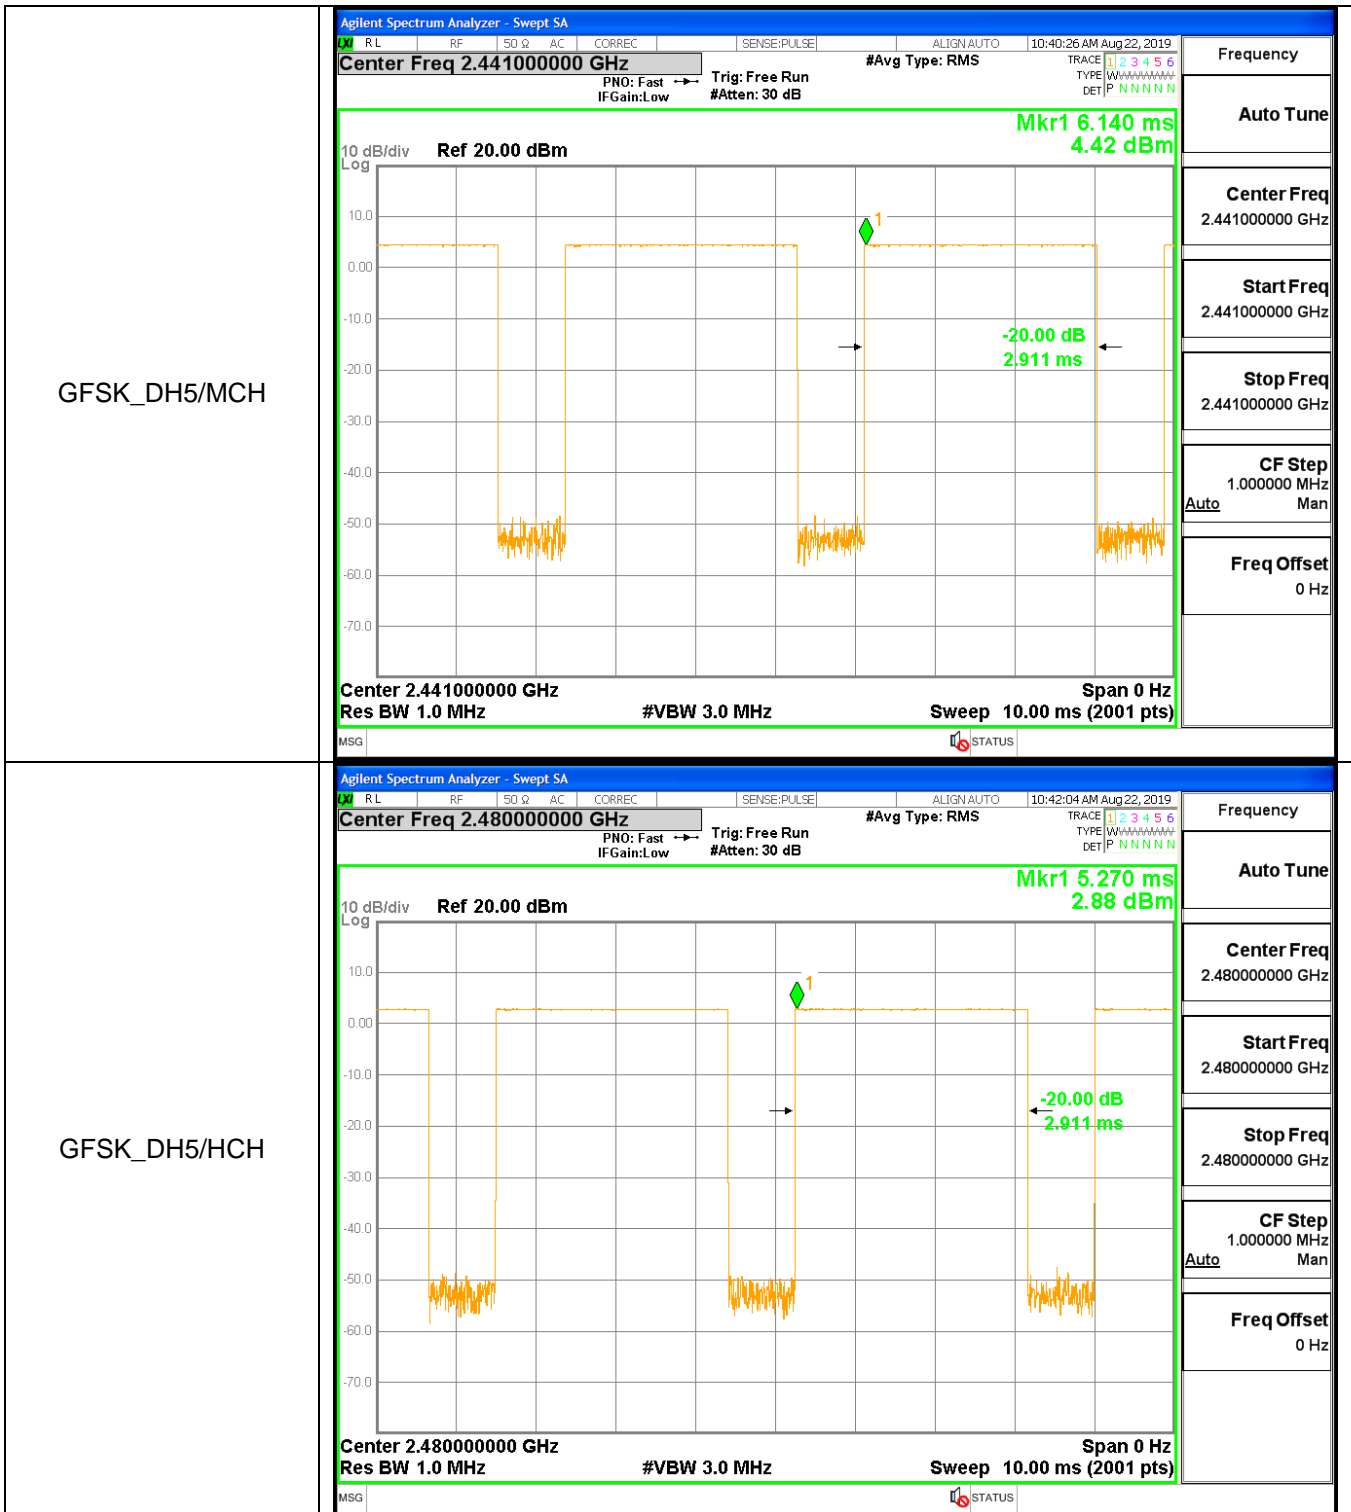 GFSK_DH5/MCH
Agilent Spectrum Analyzer - Swept SA
LXI RL RF 50 Ω AC CORREC SENSE:PULSE ALIGN AUTO 10:40:26 AM Aug 22, 2019
Center Freq 2.441000000 GHz #Avg Type: RMS TRACE 1 2 3 4 5 6
PNO: Fast Trig: Free Run TYPE
IFGain:Low #Atten: 30 dB DET P N N N N N
Mkr1 6.140 ms
4.42 dBm
10 dB/div Ref 20.00 dBm
Log
1
10.0
0.00
-10.0
-20.0
-30.0
-40.0
-50.0
-60.0
-70.0
-20.00 dB
2.911 ms
Center 2.441000000 GHz Span 0 Hz
Res BW 1.0 MHz #VBW 3.0 MHz Sweep 10.00 ms (2001 pts)
MSG STATUS
Frequency
Auto Tune
Center Freq
2.441000000 GHz
Start Freq
2.441000000 GHz
Stop Freq
2.441000000 GHz
CF Step
1.000000 MHz
Auto Man
Freq Offset
0 Hz
GFSK_DH5/HCH
Agilent Spectrum Analyzer - Swept SA
LXI RL RF 50 Ω AC CORREC SENSE:PULSE ALIGN AUTO 10:42:04 AM Aug 22, 2019
Center Freq 2.480000000 GHz #Avg Type: RMS TRACE 1 2 3 4 5 6
PNO: Fast Trig: Free Run TYPE
IFGain:Low #Atten: 30 dB DET P N N N N N
Mkr1 5.270 ms
2.88 dBm
10 dB/div Ref 20.00 dBm
Log
1
10.0
0.00
-10.0
-20.0
-30.0
-40.0
-50.0
-60.0
-70.0
-20.00 dB
2.911 ms
Center 2.480000000 GHz Span 0 Hz
Res BW 1.0 MHz #VBW 3.0 MHz Sweep 10.00 ms (2001 pts)
MSG STATUS
Frequency
Auto Tune
Center Freq
2.480000000 GHz
Start Freq
2.480000000 GHz
Stop Freq
2.480000000 GHz
CF Step
1.000000 MHz
Auto Man
Freq Offset
0 Hz